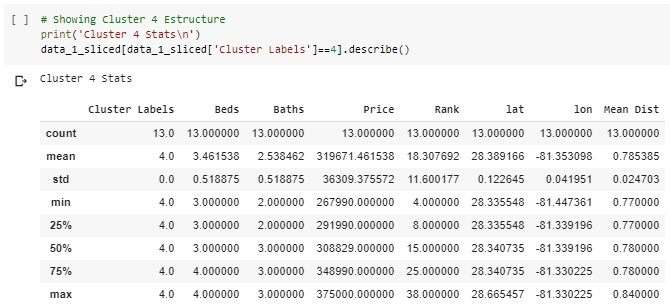 [ ] # Showing Cluster 4 Estructure
print('Cluster 4 Stats\n')
data_1_sliced[data_1_sliced['Cluster Labels']==4].describe()
Cluster 4 Stats
Cluster Labels Beds Baths Price Rank lat lon Mean Dist
count 13.0 13.000000 13.000000 13.000000 13.000000 13.000000 13.000000 13.000000
mean 4.0 3.461538 2.538462 319671.461538 18.307692 28.389166 -81.353098 0.785385
std 0.0 0.518875 0.518875 36309.375572 11.600177 0.122645 0.041951 0.024703
min 4.0 3.000000 2.000000 267990.000000 4.000000 28.335548 -81.447361 0.770000
25% 4.0 3.000000 2.000000 291990.000000 8.000000 28.335548 -81.339196 0.770000
50% 4.0 3.000000 3.000000 308829.000000 15.000000 28.340735 -81.339196 0.780000
75% 4.0 4.000000 3.000000 348990.000000 25.000000 28.340735 -81.330225 0.780000
max 4.0 4.000000 3.000000 375000.000000 38.000000 28.665457 -81.330225 0.840000